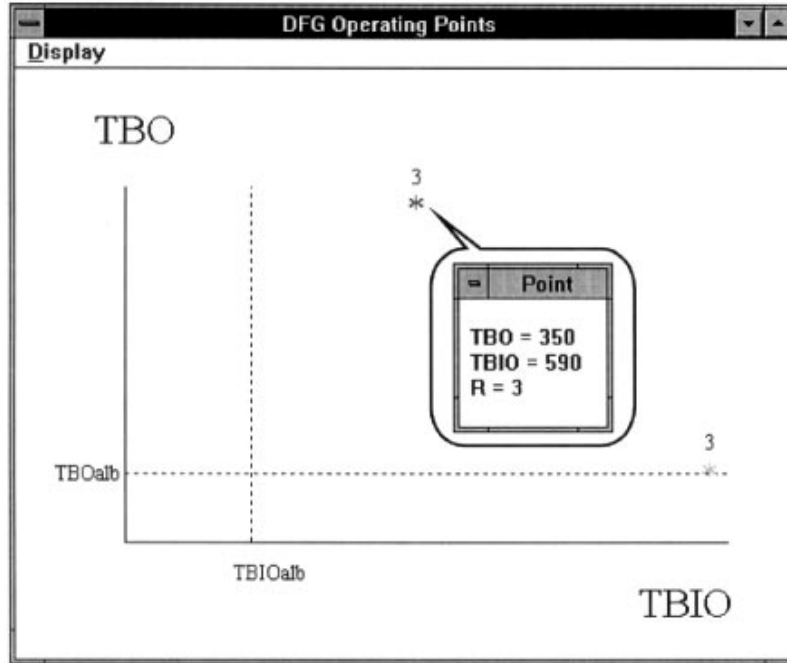 DFG Operating Points
Display
TBO
3
*
Point
TBO = 350
TBIO = 590
R = 3
3
*
TBOalb
TBIOalb
TBIO